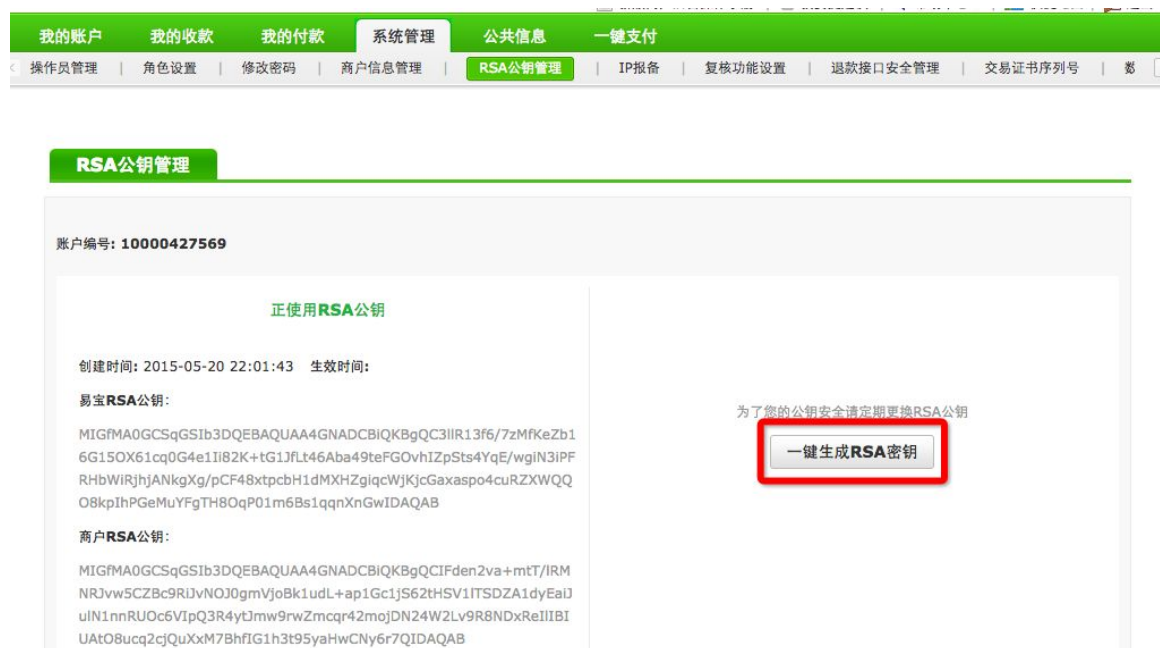 我的账户 我的收款 我的付款 系统管理 公共信息 一键支付
操作员管理 | 角色设置 | 修改密码 | 商户信息管理 | RSA公钥管理 | IP报备 | 复核功能设置 | 退款接口安全管理 | 交易证书序列号 |
RSA公钥管理
账户编号: 10000427569
正使用RSA公钥
创建时间: 2015-05-20 22:01:43 生效时间:
易宝RSA公钥:
MIGfMA0GCSqGSIb3DQEBAQUAA4GNADCBiQKBgQC3llR13f6/7zMfKeZb1
6G15OX61cq0G4e1Ii82K+tG1JfLt46Aba49teFGOvhIZpSts4YqE/wgiN3iPF
RHbWiRjhjANkgXg/pCF48xtpcbH1dMXHZgiqcWjKjcGaxaspo4cuRZXWQQ
O8kpIhPGeMuYFgTH8OqP01m6Bs1qqnXnGwIDAQAB
为了您的公钥安全请定期更换RSA公钥
一键生成RSA密钥
商户RSA公钥:
MIGfMA0GCSqGSIb3DQEBAQUAA4GNADCBiQKBgQCIFden2va+mtT/lRM
NRJvw5CZBc9RiJvNOJ0gmVjoBk1udL+ap1Gc1jS62tHSV1lTSDZA1dyEaiJ
ulN1nnRUOc6VIpQ3R4ytJmw9rwZmcqr42mojDN24W2Lv9R8NDxReIlIBI
UAtO8ucq2cjQuXxM7BhfIG1h3t95yaHwCNy6r7QIDAQAB